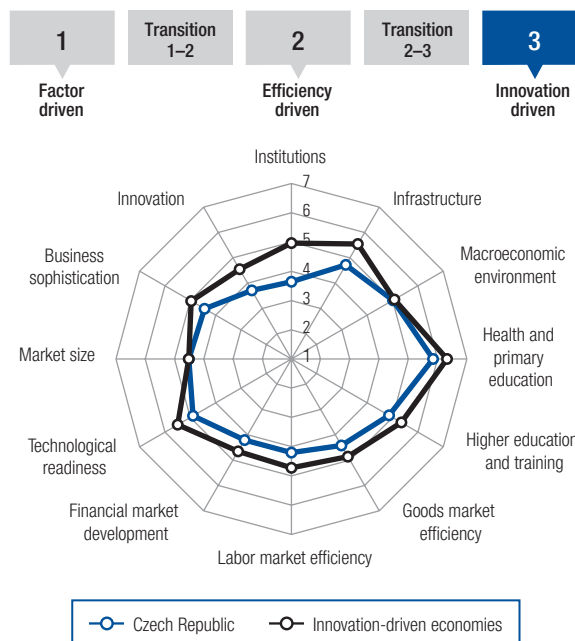 1
Transition
1–2
2
Transition
2–3
3
Factor
driven
Efficiency
driven
Innovation
driven
Institutions
7
Innovation
Infrastructure
6
5
Business
sophistication
Macroeconomic
environment
4
3
2
Market size
1
Health and
primary
education
Technological
readiness
Higher education
and training
Financial market
development
Goods market
efficiency
Labor market efficiency
Czech Republic
Innovation-driven economies